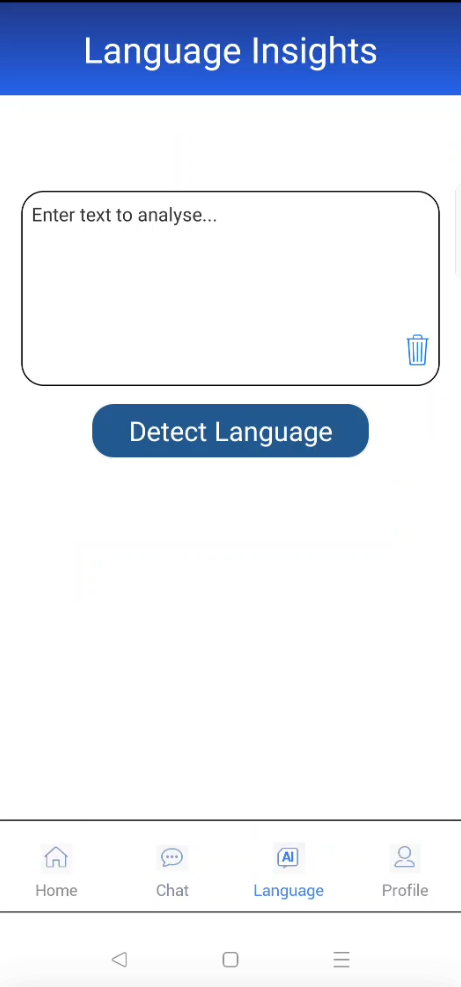 Language Insights
Enter text to analyse...
Detect Language
AI
Home
Chat
Language
Profile